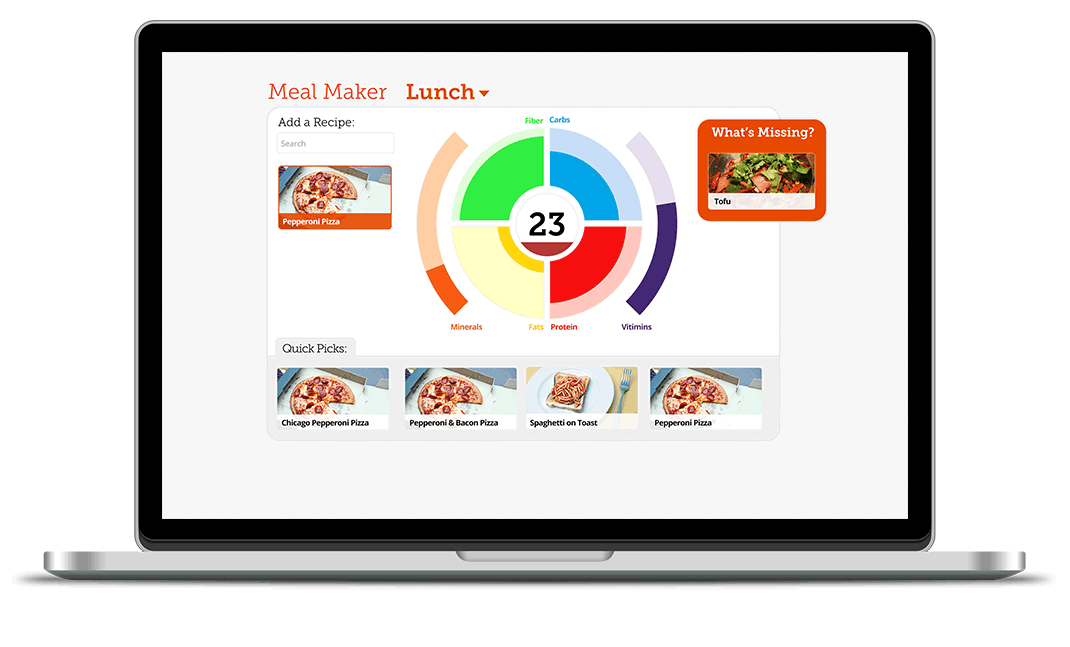 Meal Maker Lunch
Add a Recipe:
Search
Pepperoni Pizza
Fiber Carbs
23
Minerals Fats Protein Vitimins
What's Missing?
Tofu
Quick Picks:
Chicago Pepperoni Pizza
Pepperoni & Bacon Pizza
Spaghetti on Toast
Pepperoni Pizza